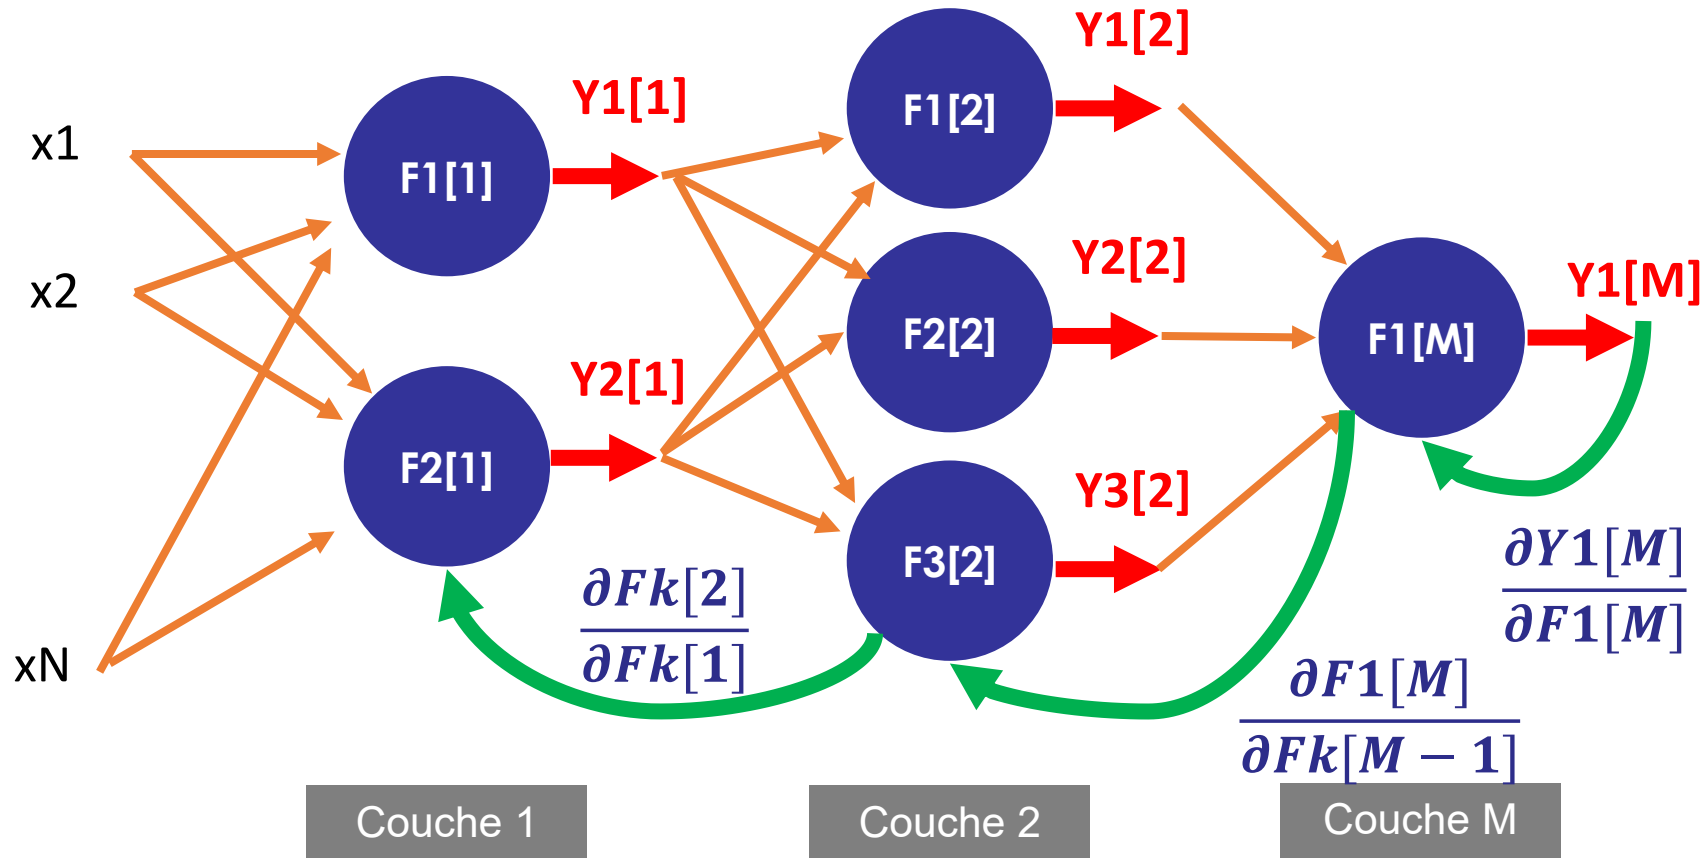 x1
x2
xN
F1[1]
F2[1]
Y1[1]
Y2[1]
F1[2]
F2[2]
F3[2]
Y1[2]
Y2[2]
Y3[2]
F1[M]
Y1[M]
∂Fk[2]
∂Fk[1]
∂F1[M]
∂Fk[M − 1]
∂Y1[M]
∂F1[M]
Couche 1
Couche 2
Couche M